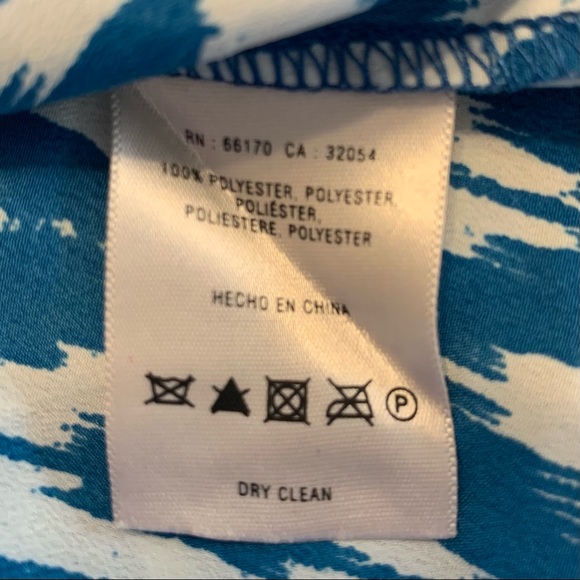 RN : 66170 CA : 32054
100% POLYESTER, POLYESTER,
POLIÉSTER,
POLIESTERE, POLYESTER
HECHO EN CHINA
P
DRY CLEAN